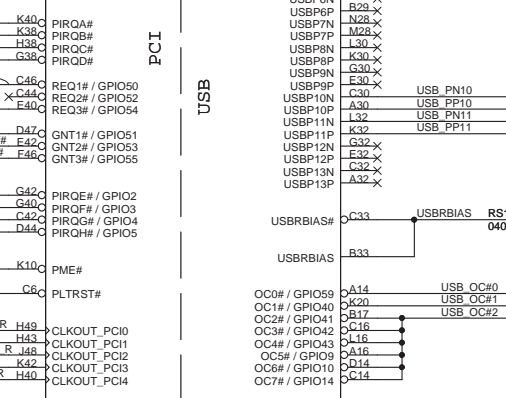 K40 PIRQA#
K38 PIRQB#
H38 PIRQC#
G38 PIRQD#
C46 REQ1# / GPIO50
C44 REQ2# / GPIO52
E40 REQ3# / GPIO54
D47 GNT1# / GPIO51
# E42 GNT2# / GPIO53
# F46 GNT3# / GPIO55
G42 PIRQE# / GPIO2
G40 PIRQF# / GPIO3
C42 PIRQG# / GPIO4
D44 PIRQH# / GPIO5
K10 PME#
C6 PLTRST#
R H49 CLKOUT_PCI0
H43 CLKOUT_PCI1
R J48 CLKOUT_PCI2
K42 CLKOUT_PCI3
R H40 CLKOUT_PCI4
PCI
USB
USBP6P B29
USBP7N N28
USBP7P M28
USBP8N L30
USBP8P K30
USBP9N G30
USBP9P E30
USBP10N C30 USB_PN10
USBP10P A30 USB_PP10
USBP11N L32 USB_PN11
USBP11P K32 USB_PP11
USBP12N G32
USBP12P E32
USBP13N C32
USBP13P A32
USBRBIAS# C33 USBRBIAS RS1
040
USBRBIAS B33
OC0# / GPIO59 A14 USB_OC#0
OC1# / GPIO40 K20 USB_OC#1
OC2# / GPIO41 B17 USB_OC#2
OC3# / GPIO42 C16
OC4# / GPIO43 L16
OC5# / GPIO9 A16
OC6# / GPIO10 D14
OC7# / GPIO14 C14